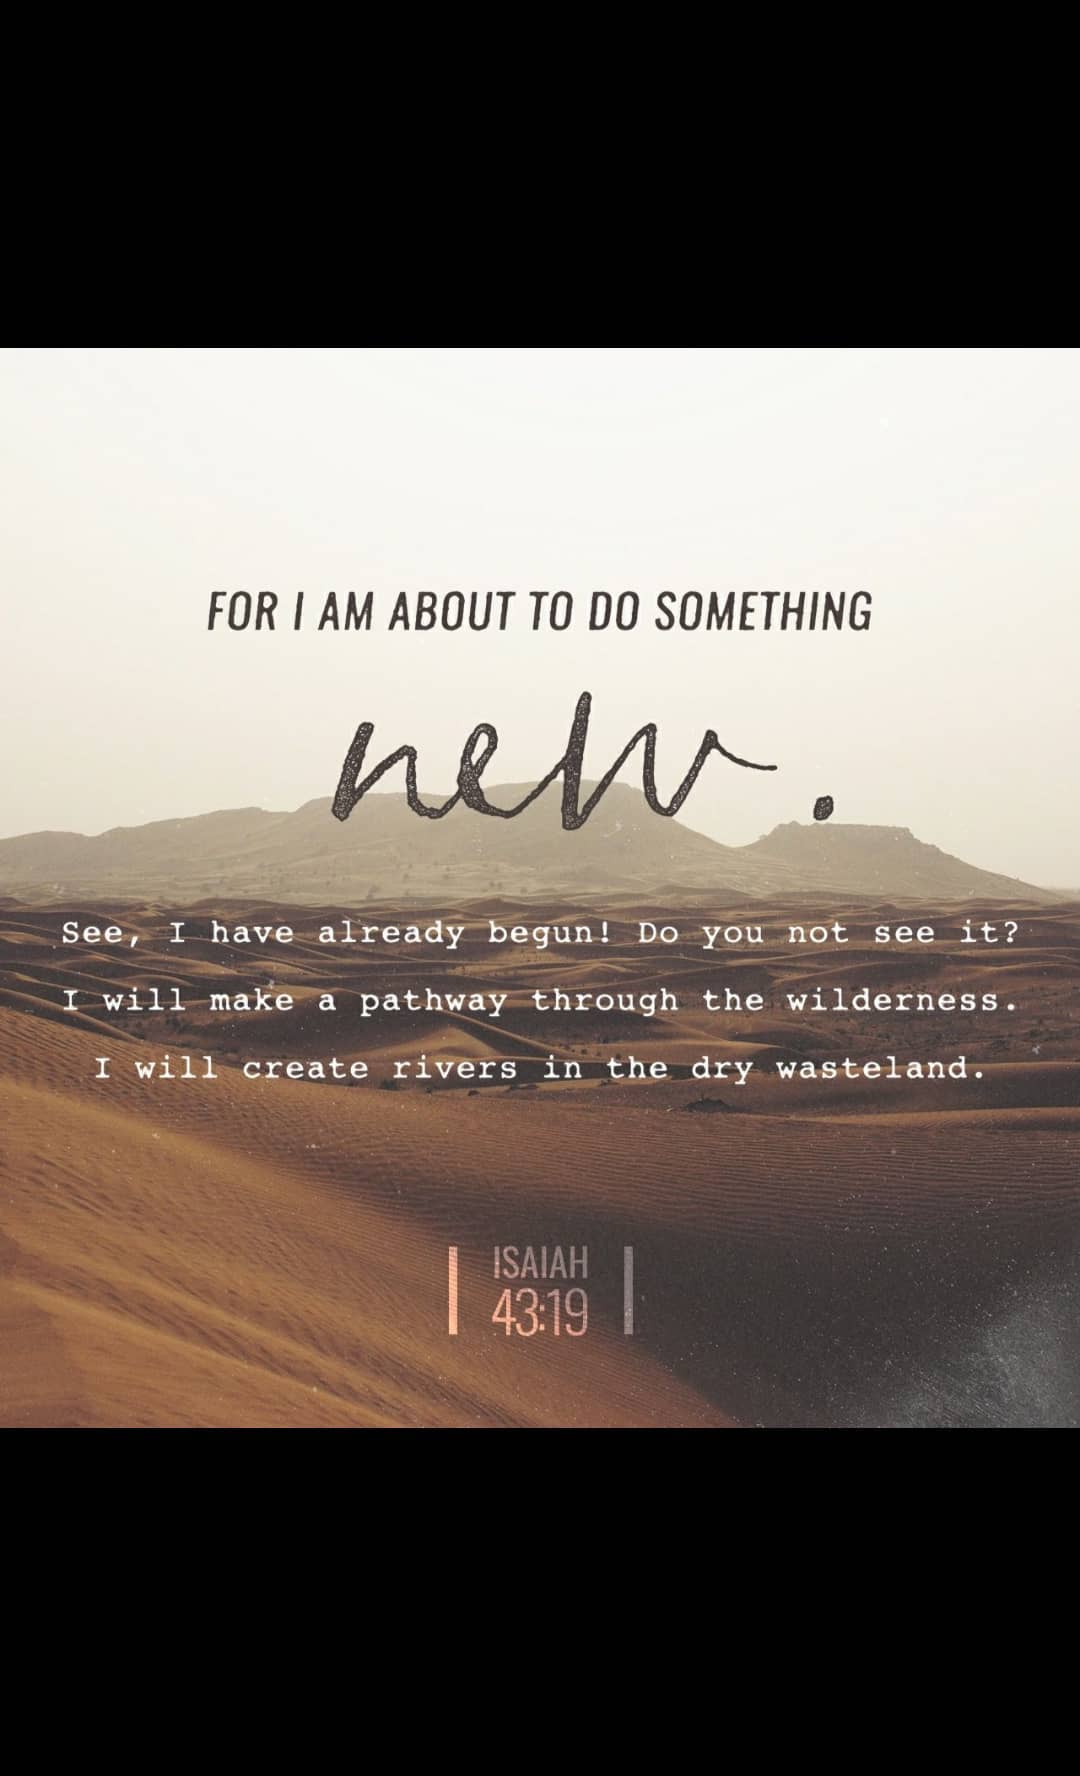 FOR I AM ABOUT TO DO SOMETHING
new.
See, I have already begun! Do you not see it?
I will make a pathway through the wilderness.
I will create rivers in the dry wasteland.
ISAIAH
43:19